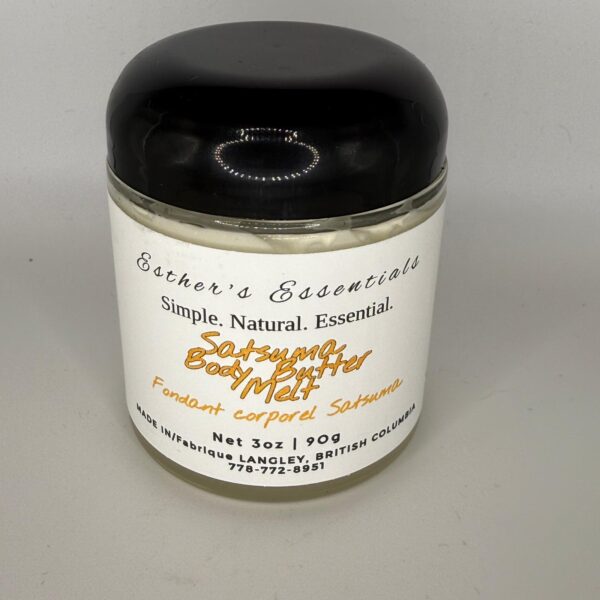 Esther's Essentials
Simple. Natural. Essential.
Satsuma
Body Butter
Melt
Fondant corporel Satsuma
Net 3oz | 90g
MADE IN/Fabrique LANGLEY, BRITISH COLUMBIA
778-772-8951